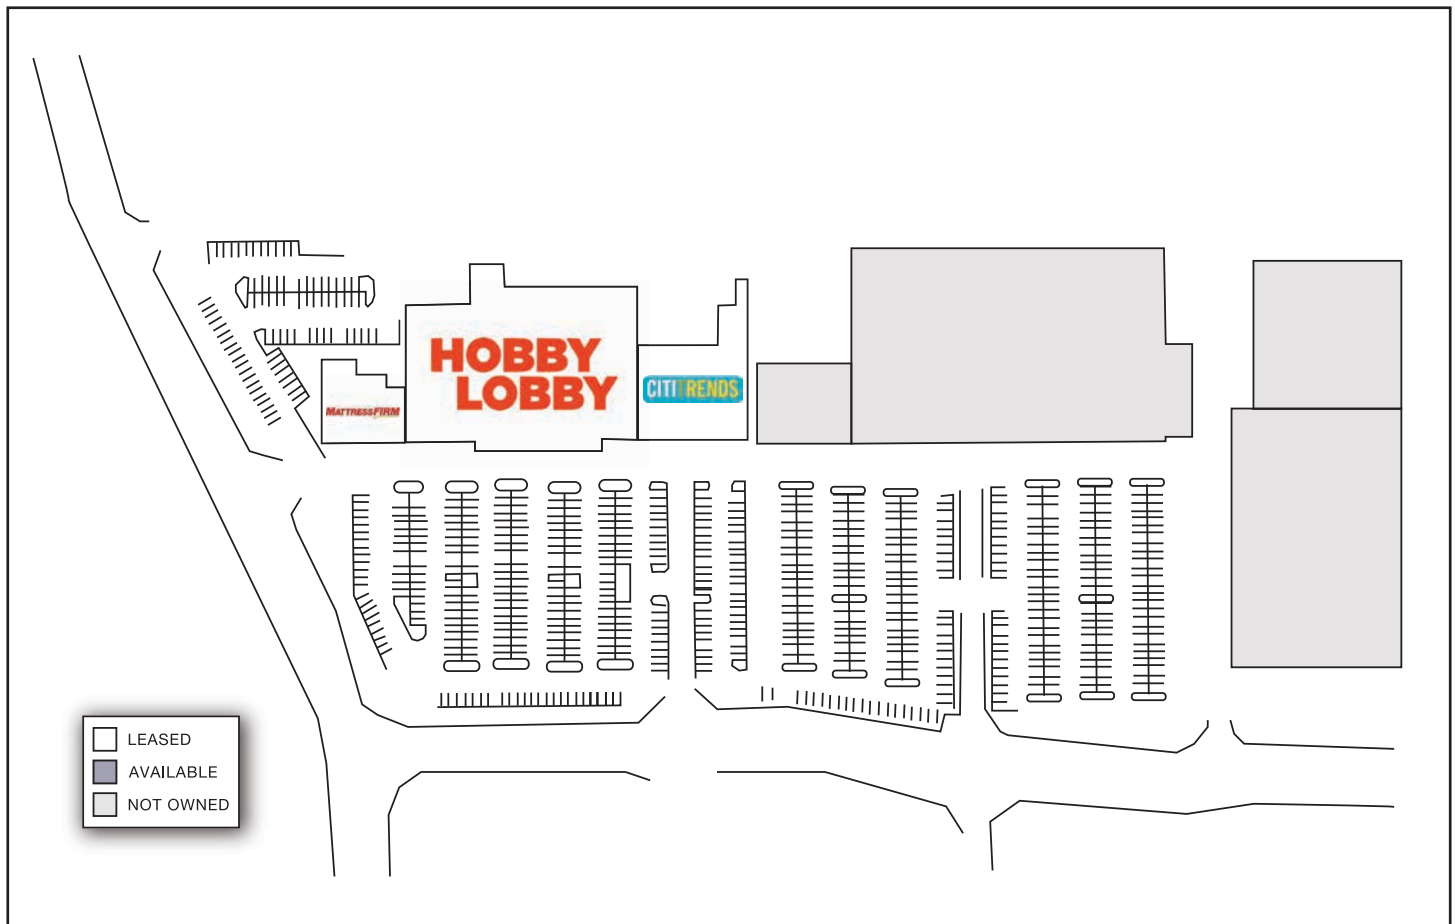 HOBBY
LOBBY
CITITRENDS
MATTRESSFIRM
LEASED
AVAILABLE
NOT OWNED